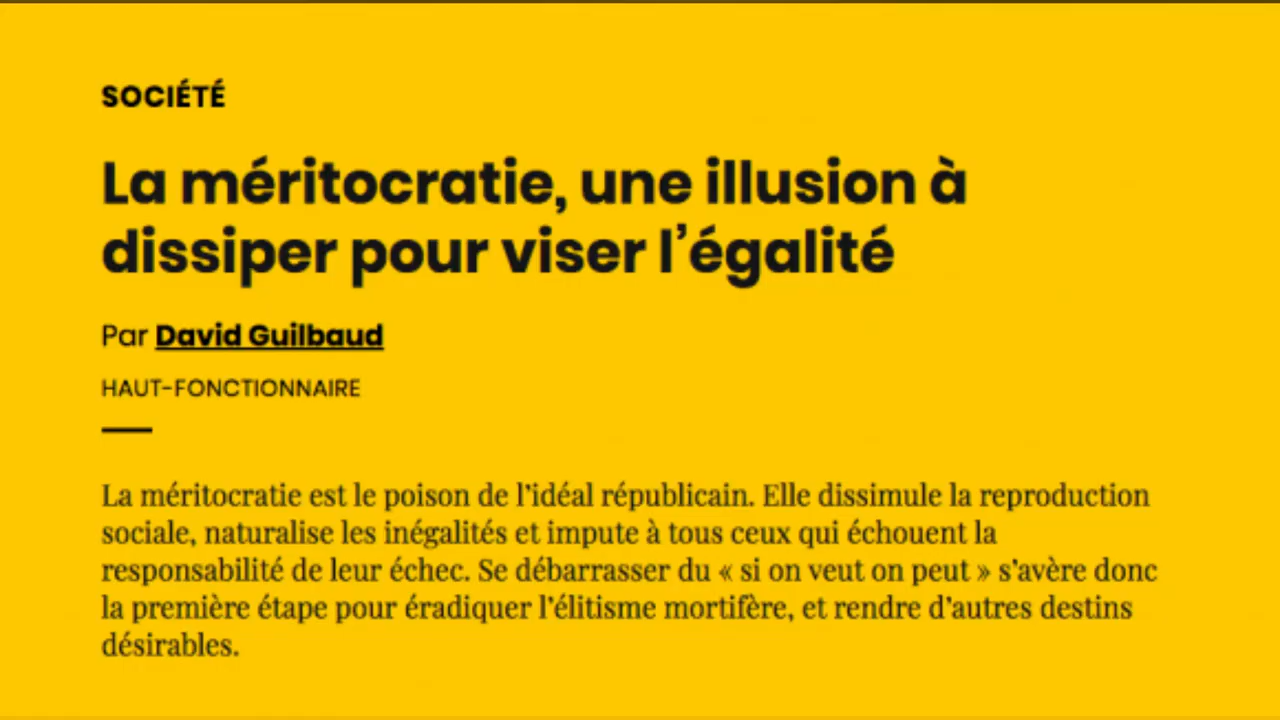 SOCIÉTÉ
La méritocratie, une illusion à
dissiper pour viser l’égalité
Par David Guilbaud
HAUT-FONCTIONNAIRE
La méritocratie est le poison de l’idéal républicain. Elle dissimule la reproduction
sociale, naturalise les inégalités et impute à tous ceux qui échouent la
responsabilité de leur échec. Se débarrasser du « si on veut on peut » s’avère donc
la première étape pour éradiquer l’élitisme mortifère, et rendre d’autres destins
désirables.